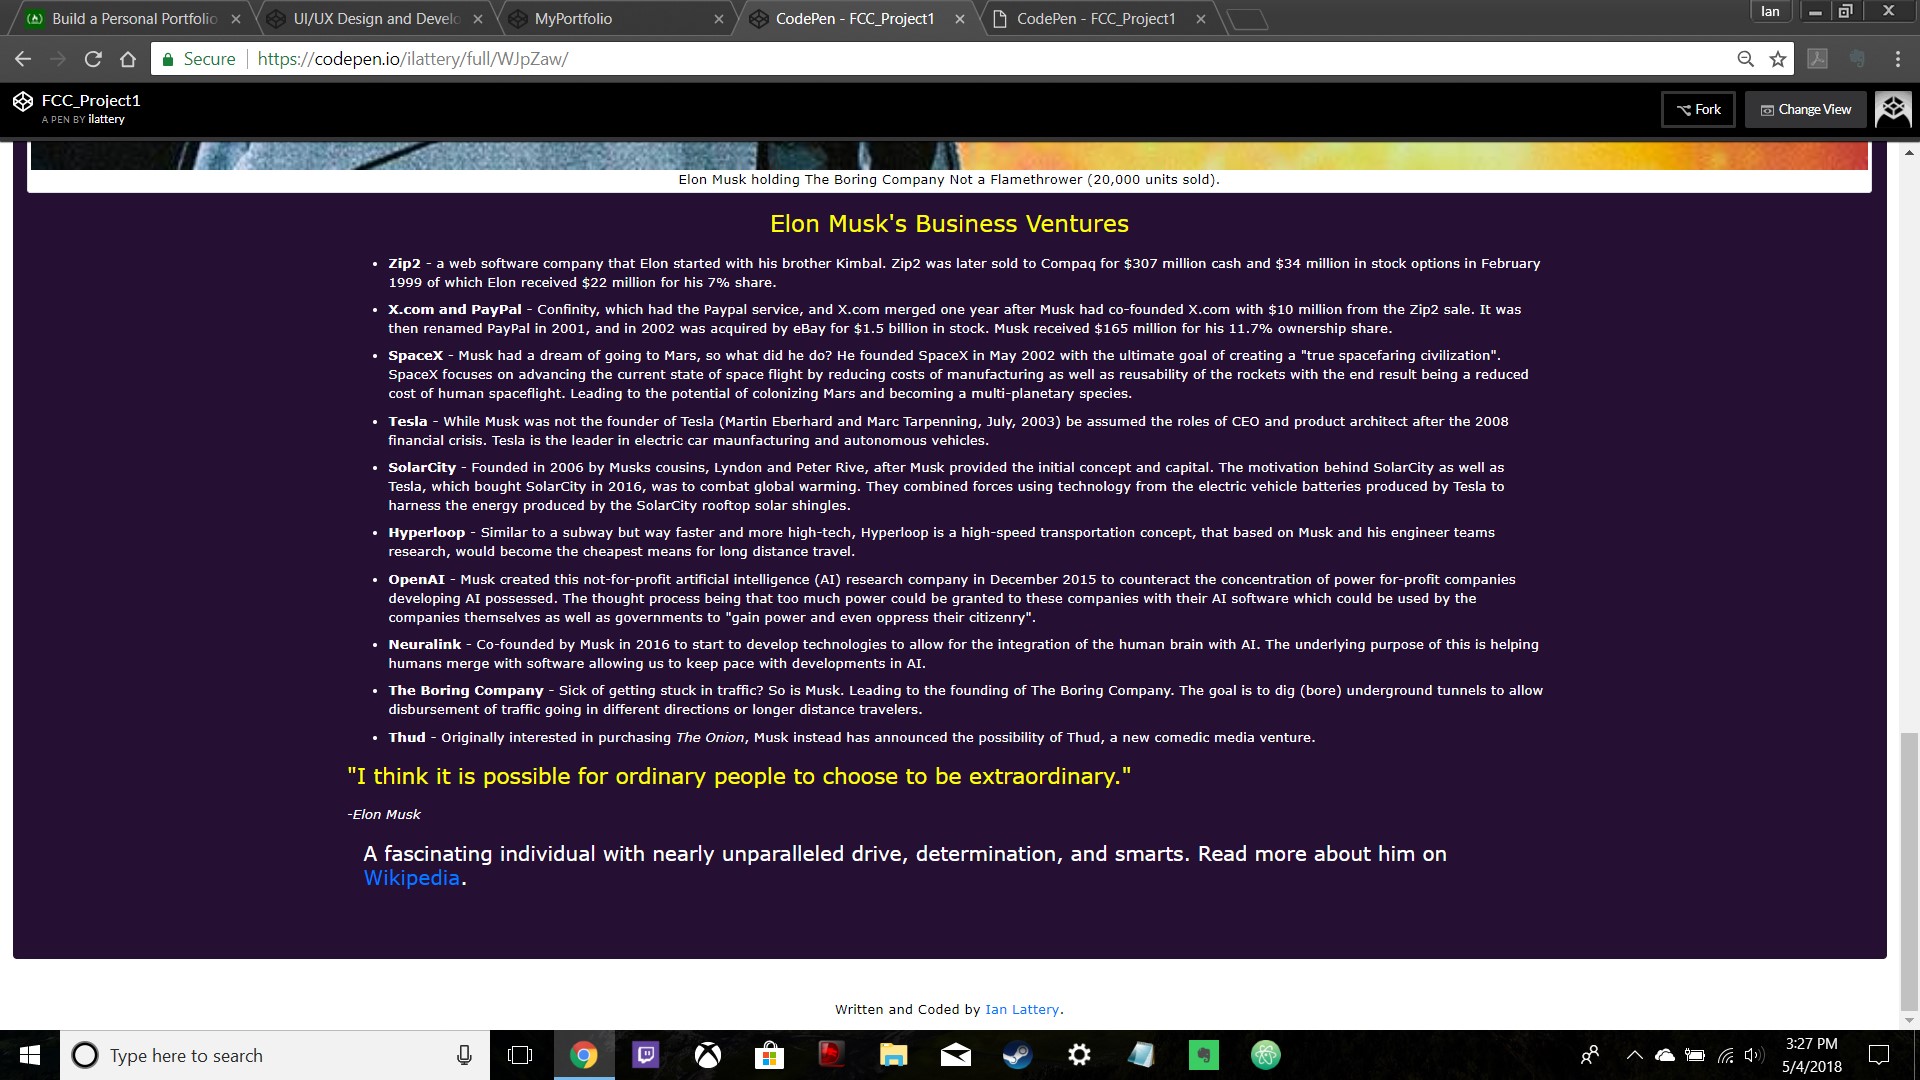 Build a Personal Portfolio
UI/UX Design and Develo
MyPortfolio
CodePen - FCC_Project1
CodePen - FCC_Project1
Ian
Secure
https://codepen.io/ilattery/full/WJpZaw/
FCC_Project1
A PEN BY ilattery
Fork
Change View
Elon Musk holding The Boring Company Not a Flamethrower (20,000 units sold).
Elon Musk's Business Ventures
• Zip2 - a web software company that Elon started with his brother Kimbal. Zip2 was later sold to Compaq for $307 million cash and $34 million in stock options in February
1999 of which Elon received $22 million for his 7% share.
• X.com and PayPal - Confinity, which had the Paypal service, and X.com merged one year after Musk had co-founded X.com with $10 million from the Zip2 sale. It was
then renamed PayPal in 2001, and in 2002 was acquired by eBay for $1.5 billion in stock. Musk received $165 million for his 11.7% ownership share.
• SpaceX - Musk had a dream of going to Mars, so what did he do? He founded SpaceX in May 2002 with the ultimate goal of creating a "true spacefaring civilization".
SpaceX focuses on advancing the current state of space flight by reducing costs of manufacturing as well as reusability of the rockets with the end result being a reduced
cost of human spaceflight. Leading to the potential of colonizing Mars and becoming a multi-planetary species.
• Tesla - While Musk was not the founder of Tesla (Martin Eberhard and Marc Tarpenning, July, 2003) be assumed the roles of CEO and product architect after the 2008
financial crisis. Tesla is the leader in electric car maunfacturing and autonomous vehicles.
• SolarCity - Founded in 2006 by Musks cousins, Lyndon and Peter Rive, after Musk provided the initial concept and capital. The motivation behind SolarCity as well as
Tesla, which bought SolarCity in 2016, was to combat global warming. They combined forces using technology from the electric vehicle batteries produced by Tesla to
harness the energy produced by the SolarCity rooftop solar shingles.
• Hyperloop - Similar to a subway but way faster and more high-tech, Hyperloop is a high-speed transportation concept, that based on Musk and his engineer teams
research, would become the cheapest means for long distance travel.
• OpenAI - Musk created this not-for-profit artificial intelligence (AI) research company in December 2015 to counteract the concentration of power for-profit companies
developing AI possessed. The thought process being that too much power could be granted to these companies with their AI software which could be used by the
companies themselves as well as governments to "gain power and even oppress their citizenry".
• Neuralink - Co-founded by Musk in 2016 to start to develop technologies to allow for the integration of the human brain with AI. The underlying purpose of this is helping
humans merge with software allowing us to keep pace with developments in AI.
• The Boring Company - Sick of getting stuck in traffic? So is Musk. Leading to the founding of The Boring Company. The goal is to dig (bore) underground tunnels to allow
disbursement of traffic going in different directions or longer distance travelers.
• Thud - Originally interested in purchasing The Onion, Musk instead has announced the possibility of Thud, a new comedic media venture.
"I think it is possible for ordinary people to choose to be extraordinary."
-Elon Musk
A fascinating individual with nearly unparalleled drive, determination, and smarts. Read more about him on
Wikipedia.
Written and Coded by Ian Lattery.
Type here to search
3:27 PM
5/4/2018